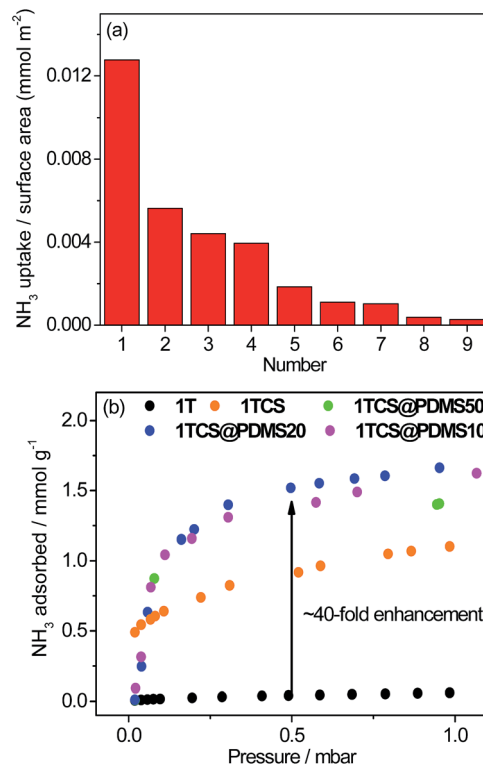 (a)
NH₃ uptake / surface area (mmol m⁻²)
0.012
0.008
0.004
0.000
1 2 3 4 5 6 7 8 9
Number
(b)
1T 1TCS 1TCS@PDMS50
1TCS@PDMS20 1TCS@PDMS10
NH₃ adsorbed / mmol g⁻¹
2.0
1.5
1.0
0.5
0.0
~40-fold enhancement
0.0 0.5 1.0
Pressure / mbar